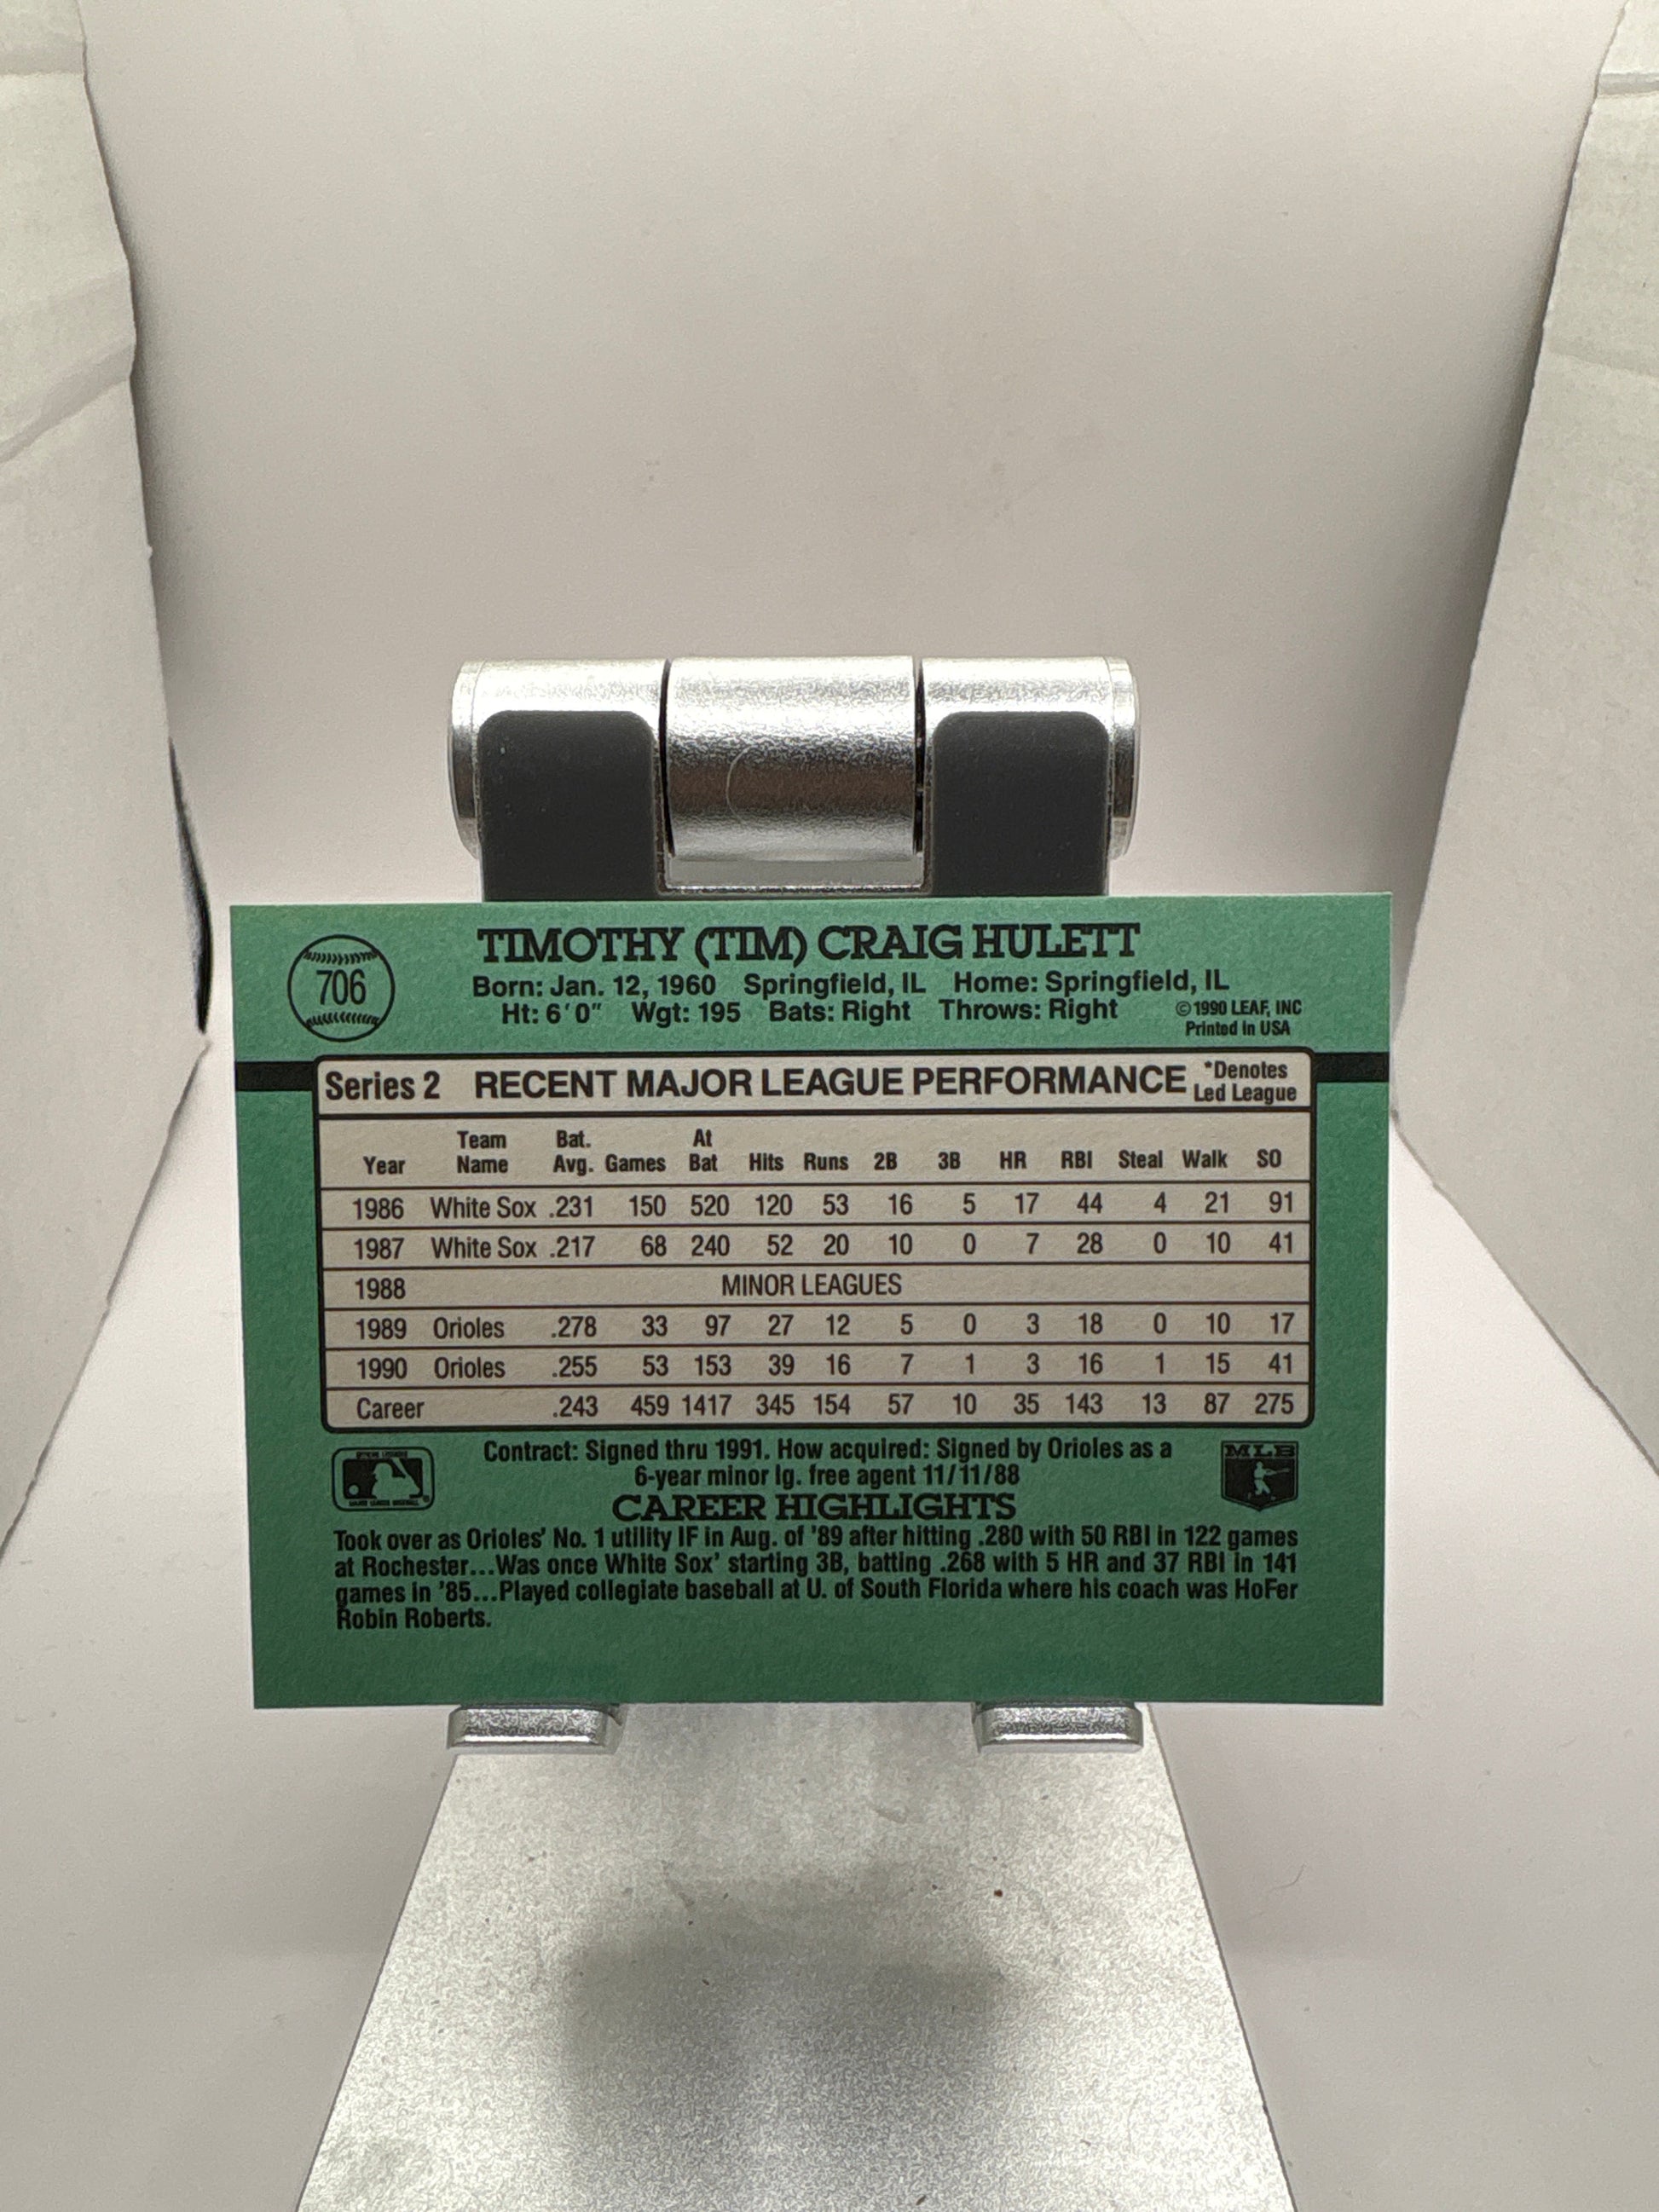 706
TIMOTHY (TIM) CRAIG HULETT
Born: Jan. 12, 1960 Springfield, IL Home: Springfield, IL
Ht: 6'0" Wgt: 195 Bats: Right Throws: Right
©1990 LEAF, INC
Printed in USA
Series 2 RECENT MAJOR LEAGUE PERFORMANCE *Denotes Led League
Year Team Name Bat. Avg. Games At Bat Hits Runs 2B 3B HR RBI Steal Walk SO
1986 White Sox .231 150 520 120 53 16 5 17 44 4 21 91
1987 White Sox .217 68 240 52 20 10 0 7 28 0 10 41
1988 MINOR LEAGUES
1989 Orioles .278 33 97 27 12 5 0 3 18 0 10 17
1990 Orioles .255 53 153 39 16 7 1 3 16 1 15 41
Career .243 459 1417 345 154 57 10 35 143 13 87 275
Contract: Signed thru 1991. How acquired: Signed by Orioles as a
6-year minor lg. free agent 11/11/88
MLB
CAREER HIGHLIGHTS
Took over as Orioles' No. 1 utility IF in Aug. of '89 after hitting .280 with 50 RBI in 122 games
at Rochester...Was once White Sox' starting 3B, batting .268 with 5 HR and 37 RBI in 141
games in '85...Played collegiate baseball at U. of South Florida where his coach was HoFer
Robin Roberts.